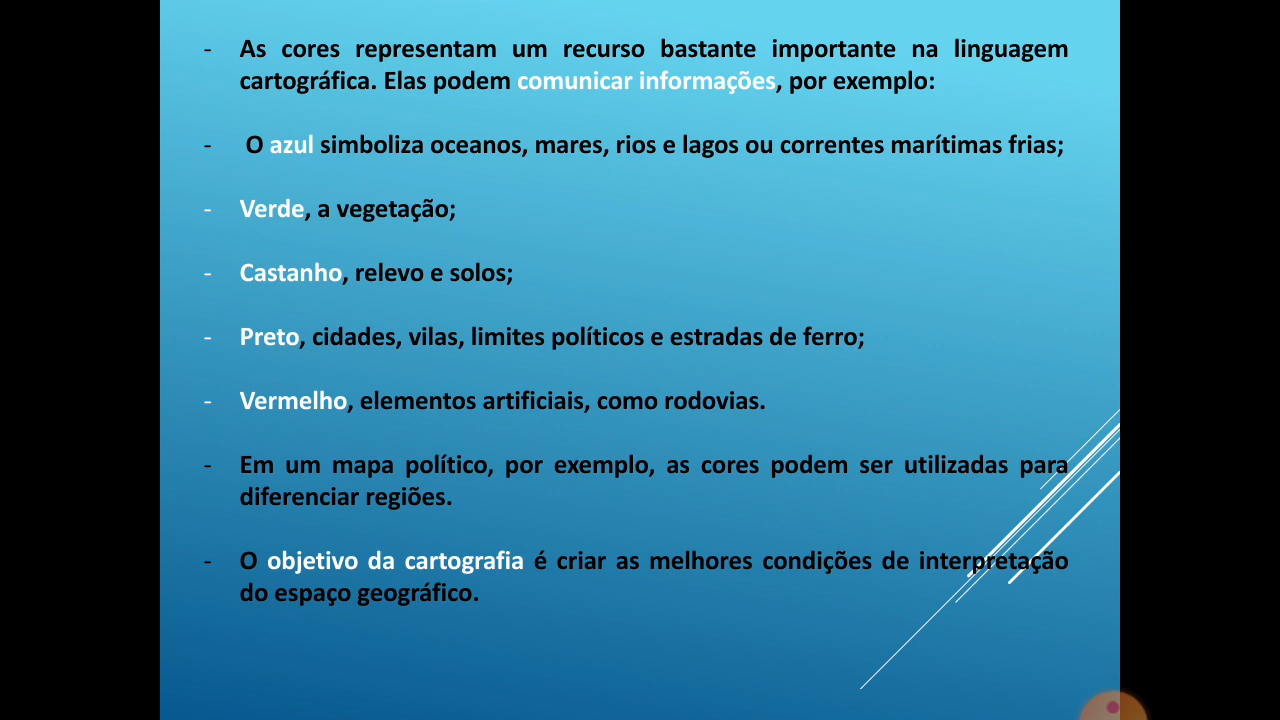 - As cores representam um recurso bastante importante na linguagem
cartográfica. Elas podem comunicar informações, por exemplo:
- O azul simboliza oceanos, mares, rios e lagos ou correntes marítimas frias;
- Verde, a vegetação;
- Castanho, relevo e solos;
- Preto, cidades, vilas, limites políticos e estradas de ferro;
- Vermelho, elementos artificiais, como rodovias.
- Em um mapa político, por exemplo, as cores podem ser utilizadas para
diferenciar regiões.
- O objetivo da cartografia é criar as melhores condições de interpretação
do espaço geográfico.